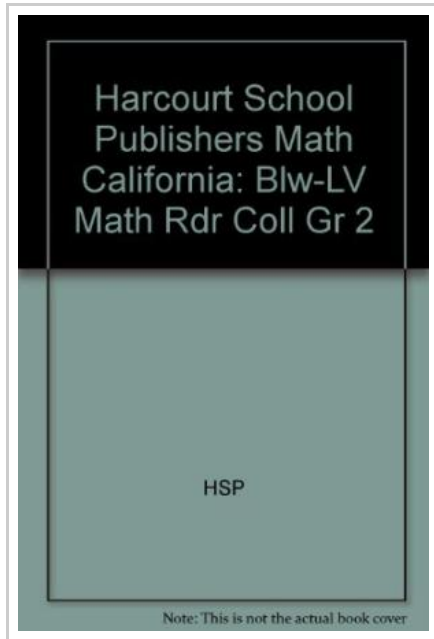 Harcourt School
Publishers Math
California: Blw-LV
Math Rdr Coll Gr 2
HSP
Note: This is not the actual book cover